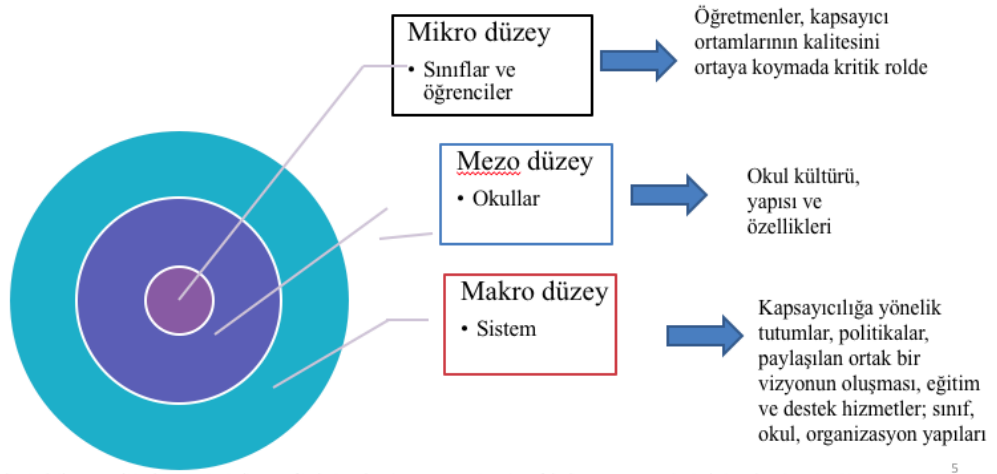 Mikro düzey
• Sınıflar ve
öğrenciler
Öğretmenler, kapsayıcı
ortamlarının kalitesini
ortaya koymada kritik rolde
Mezo düzey
• Okullar
Okul kültürü,
yapısı ve
özellikleri
Makro düzey
• Sistem
Kapsayıcılığa yönelik
tutumlar, politikalar,
paylaşılan ortak bir
vizyonun oluşması, eğitim
ve destek hizmetler; sınıf,
okul, organizasyon yapıları
5